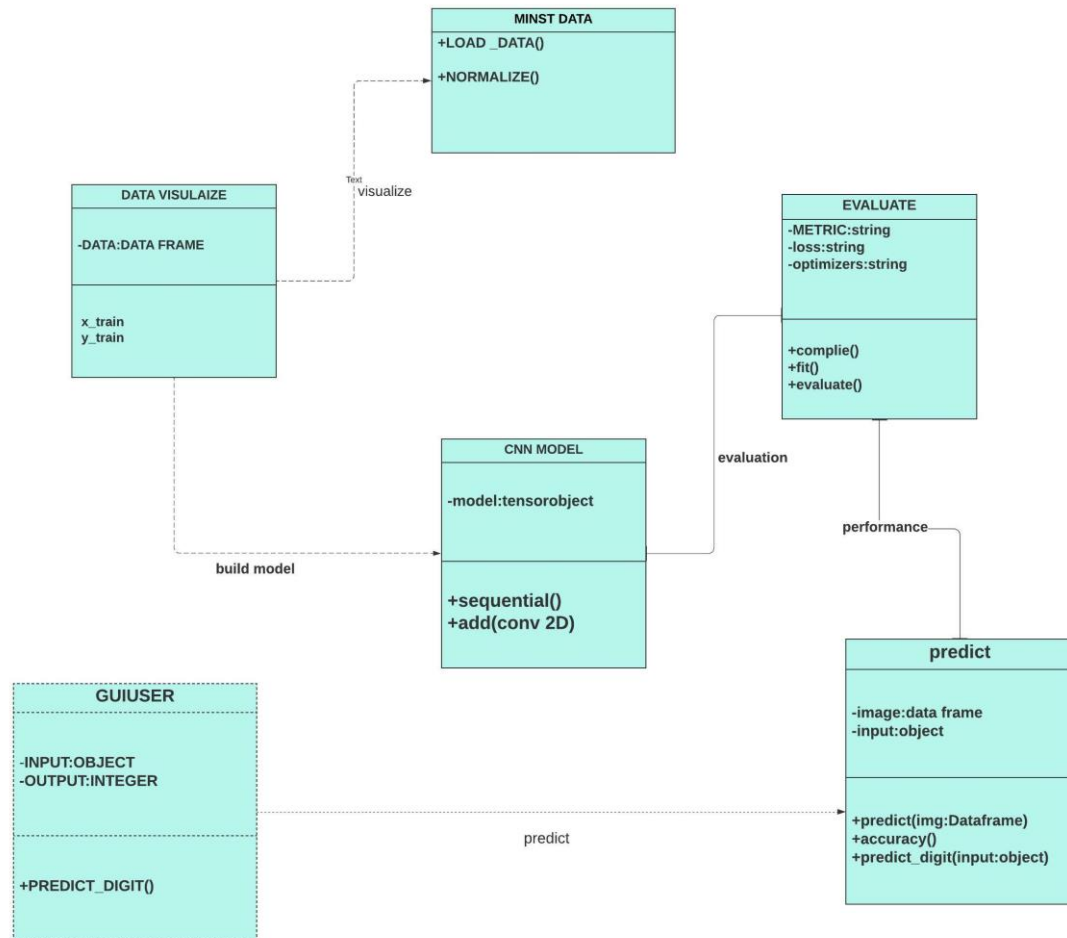 MINST DATA
+LOAD _DATA()
+NORMALIZE()
Text
visualize
DATA VISULAIZE
-DATA:DATA FRAME
x_train
y_train
EVALUATE
-METRIC:string
-loss:string
-optimizers:string
+complie()
+fit()
+evaluate()
CNN MODEL
-model:tensorobject
+sequential()
+add(conv 2D)
evaluation
performance
build model
predict
-image:data frame
-input:object
+predict(img:Dataframe)
+accuracy()
+predict_digit(input:object)
GUIUSER
-INPUT:OBJECT
-OUTPUT:INTEGER
+PREDICT_DIGIT()
predict